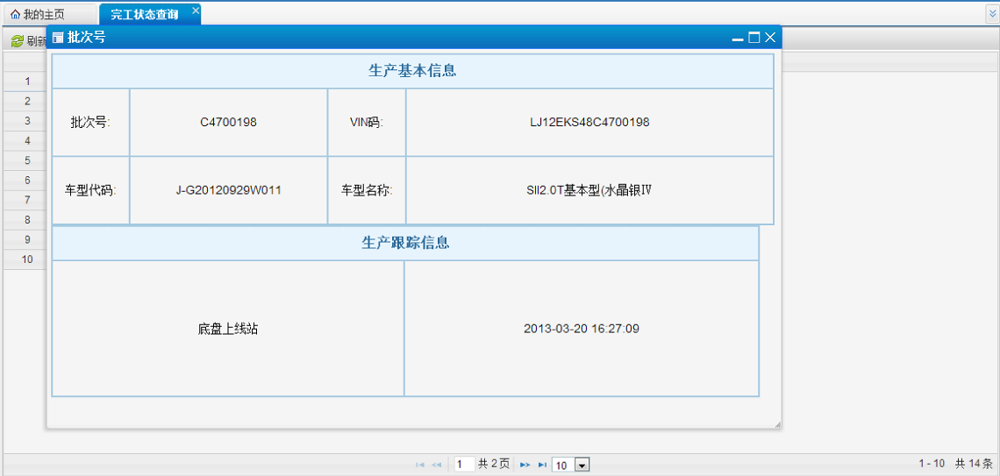 我的主页 完工状态查询
刷新
批次号
生产基本信息
批次号: C4700198 VIN码: LJ12EKS48C4700198
车型代码: J-G20120929W011 车型名称: SII2.0T基本型(水晶银Ⅳ
生产跟踪信息
底盘上线站 2013-03-20 16:27:09
1
2
3
4
5
6
7
8
9
10
1 共 2 页 10 1 - 10 共 14 条